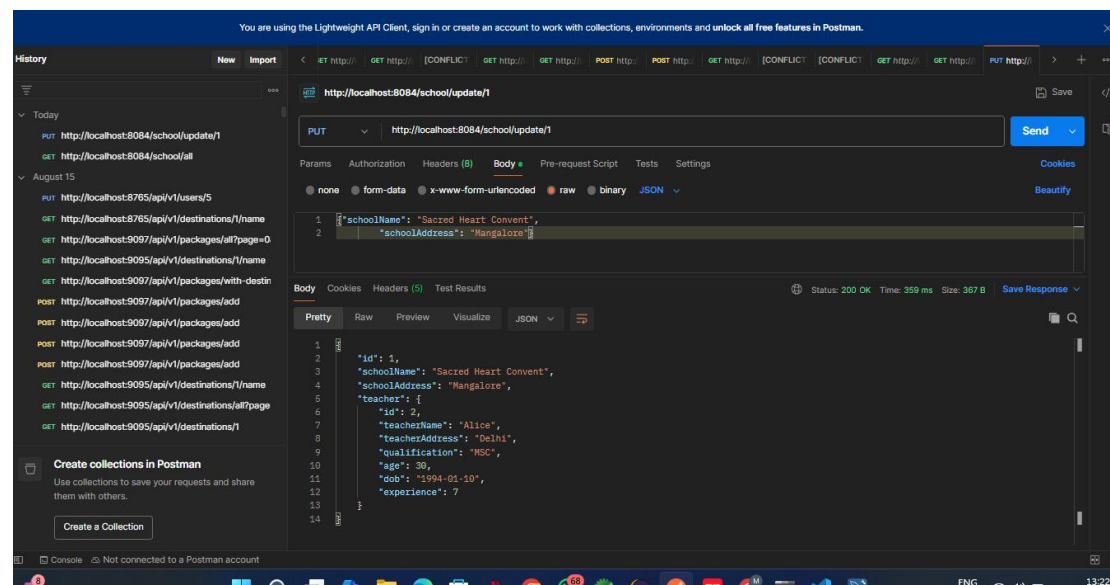 You are using the Lightweight API Client, sign in or create an account to work with collections, environments and unlock all free features in Postman.
History New Import
GET http:// [CONFLICT GET http:// GET http:// POST http:/ POST http:/ GET http:// [CONFLICT [CONFLICT GET http:// GET http:// PUT http://
HTTP http://localhost:8084/school/update/1 Save
Today
PUT http://localhost:8084/school/update/1
GET http://localhost:8084/school/all
August 15
PUT http://localhost:8765/api/v1/users/5
GET http://localhost:8765/api/v1/destinations/1/name
GET http://localhost:9097/api/v1/packages/all?page=0
GET http://localhost:9095/api/v1/destinations/1/name
GET http://localhost:9097/api/v1/packages/with-destin
POST http://localhost:9097/api/v1/packages/add
POST http://localhost:9097/api/v1/packages/add
POST http://localhost:9097/api/v1/packages/add
POST http://localhost:9097/api/v1/packages/add
GET http://localhost:9095/api/v1/destinations/1/name
GET http://localhost:9095/api/v1/destinations/all?page
GET http://localhost:9095/api/v1/destinations/1
Create collections in Postman
Use collections to save your requests and share
them with others.
Create a Collection
PUT http://localhost:8084/school/update/1 Send
Params Authorization Headers (8) Body Pre-request Script Tests Settings Cookies
none form-data x-www-form-urlencoded raw binary JSON Beautify
1 {"schoolName": "Sacred Heart Convent",
2 "schoolAddress": "Mangalore"}
Body Cookies Headers (5) Test Results Status: 200 OK Time: 359 ms Size: 367 B Save Response
Pretty Raw Preview Visualize JSON
1 {
2 "id": 1,
3 "schoolName": "Sacred Heart Convent",
4 "schoolAddress": "Mangalore",
5 "teacher": {
6 "id": 2,
7 "teacherName": "Alice",
8 "teacherAddress": "Delhi",
9 "qualification": "MSC",
10 "age": 30,
11 "dob": "1994-01-10",
12 "experience": 7
13 }
14 }
Console Not connected to a Postman account
8 68 ENG 13:22